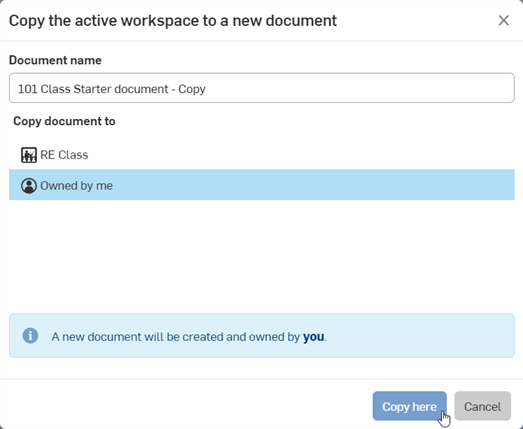 Copy the active workspace to a new document
Document name
101 Class Starter document - Copy
Copy document to
RE Class
Owned by me
A new document will be created and owned by you.
Copy here
Cancel